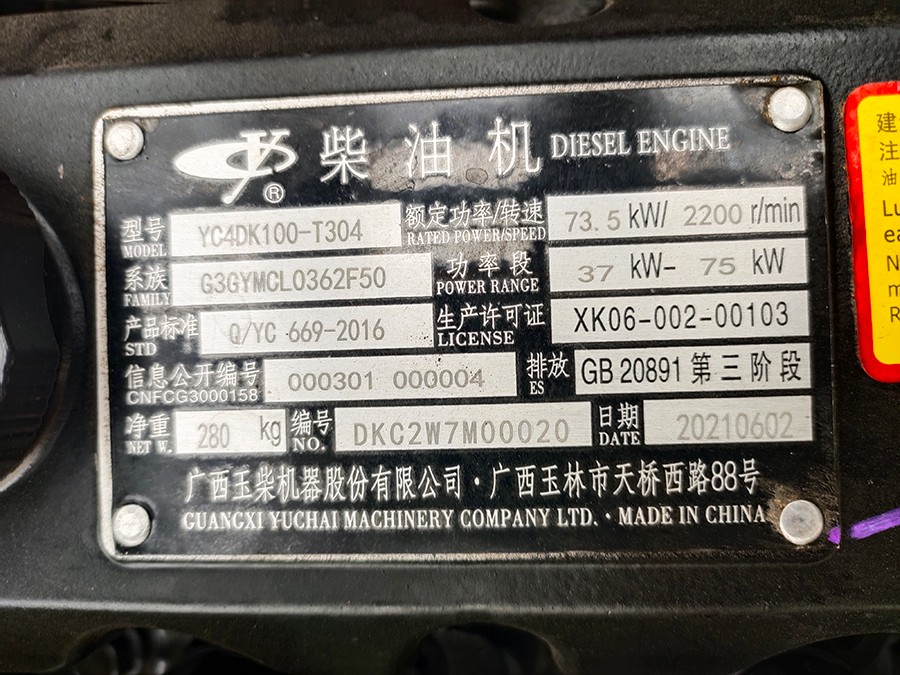 柴油机 DIESEL ENGINE
®
型号 YC4DK100-T304 额定功率/转速 73.5 kW/ 2200 r/min
MODEL RATED POWER/SPEED
系族 G3GYMCL0362F50 功率段 37 kW- 75 kW
FAMILY POWER RANGE
产品标准 Q/YC 669-2016 生产许可证 XK06-002-00103
STD LICENSE
信息公开编号 000301 000004 排放 GB 20891 第三阶段
CNFCG3000158 ES
净重 280 kg 编号 DKC2W7M00020 日期 20210602
NET W. NO. DATE
广西玉柴机器股份有限公司·广西玉林市天桥西路88号
GUANGXI YUCHAI MACHINERY COMPANY LTD.·MADE IN CHINA
建
注
油
Lu
ea
N
m
R